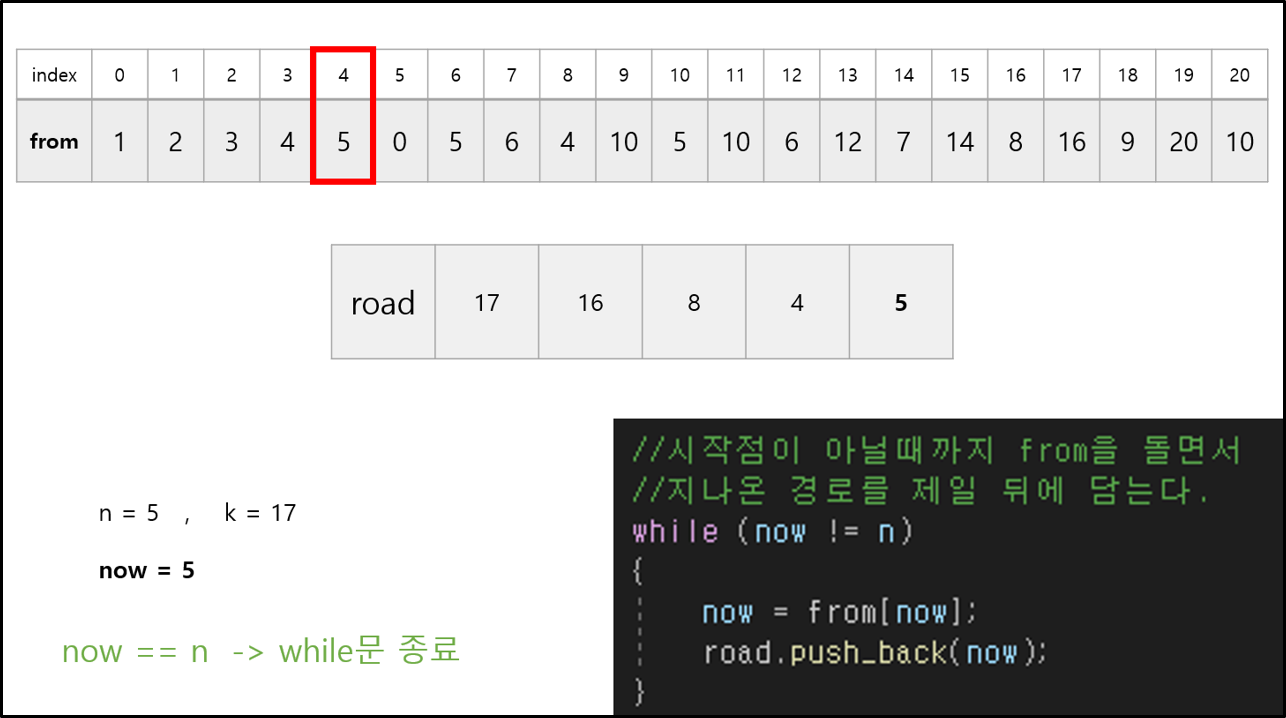 index 0 1 2 3 4 5 6 7 8 9 10 11 12 13 14 15 16 17 18 19 20
from 1 2 3 4 5 0 5 6 4 10 5 10 6 12 7 14 8 16 9 20 10
road 17 16 8 4 5
n = 5 , k = 17
now = 5
now == n -> while문 종료
//시작점이 아닐때까지 from을 돌면서
//지나온 경로를 제일 뒤에 담는다.
while (now != n)
{
now = from[now];
road.push_back(now);
}